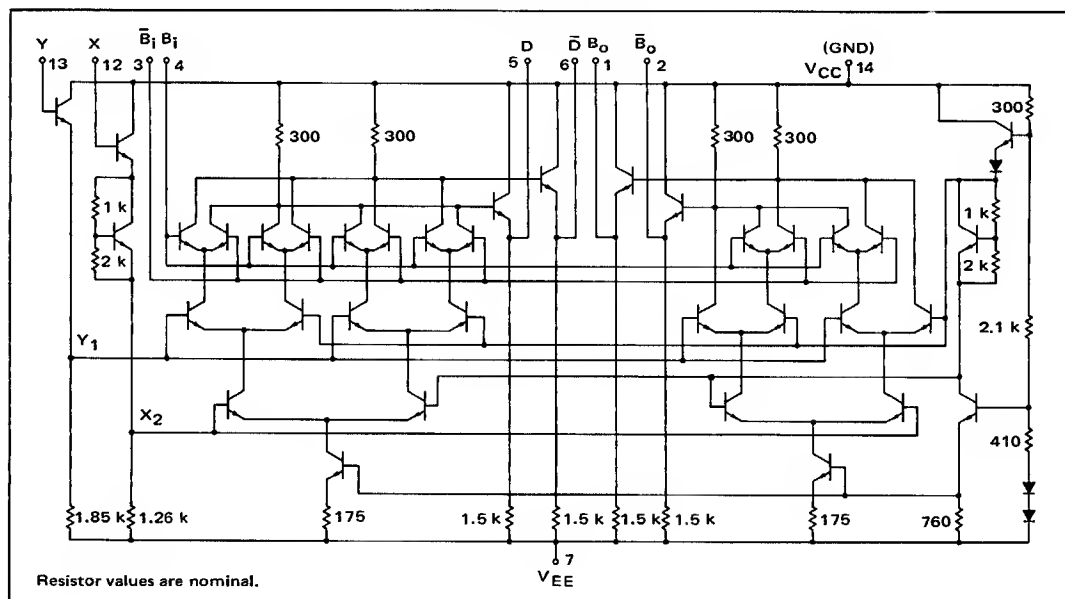 Y X B̄i Bi D D̄ Bo B̄o (GND)
13 12 3 4 5 6 1 2 VCC 14
300
300 300 300 300
1 k 1 k
2 k 2 k
2.1 k
Y1
X2
410
1.85 k 1.26 k 175 1.5 k 1.5 k 1.5 k 1.5 k 175 760
7
VEE
Resistor values are nominal.